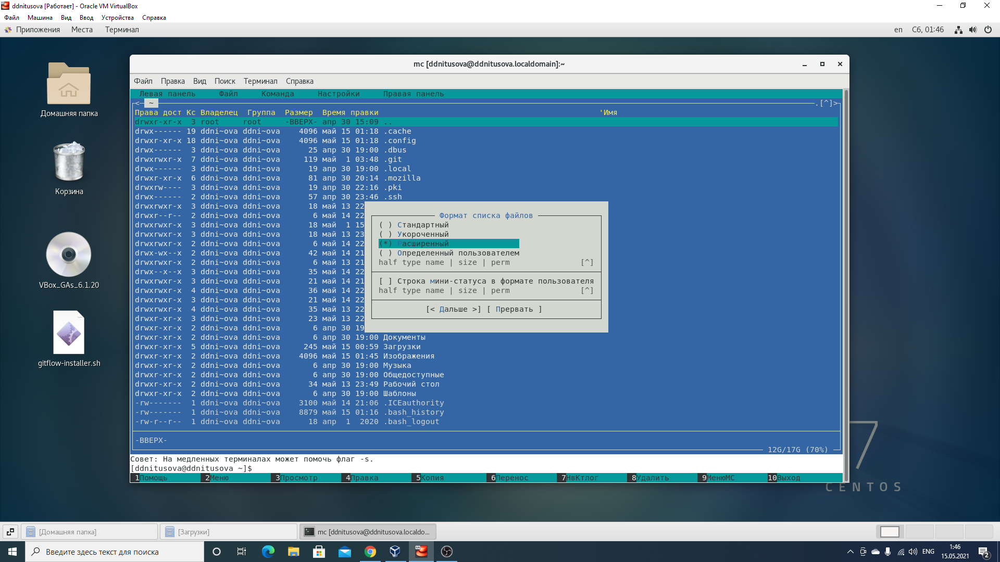 ddnitusova [Работает] - Oracle VM VirtualBox
Файл Машина Вид Ввод Устройства Справка
Приложения Места Терминал en Сб, 01:46
Домашняя папка
Корзина
VBox_GAs_6.1.20
gitflow-installer.sh
mc [ddnitusova@ddnitusova.localdomain]:~
Файл Правка Вид Поиск Терминал Справка
Левая панель Файл Команда Настройки Правая панель
<─ ~ .[^]>
Права дост Кс Владелец Группа Размер Время правки 'Имя
drwxr-xr-x 3 root root -ВВЕРХ- апр 30 15:09 ..
drwx------ 19 ddni~ova ddni~ova 4096 май 15 01:18 .cache
drwxr-xr-x 18 ddni~ova ddni~ova 4096 май 15 01:18 .config
drwx------ 3 ddni~ova ddni~ova 25 апр 30 19:00 .dbus
drwxrwxr-x 7 ddni~ova ddni~ova 119 май 1 03:48 .git
drwx------ 3 ddni~ova ddni~ova 19 апр 30 19:00 .local
drwxr-xr-x 6 ddni~ova ddni~ova 81 апр 30 20:14 .mozilla
drwxrw---- 3 ddni~ova ddni~ova 19 апр 30 22:16 .pki
drwx------ 2 ddni~ova ddni~ova 57 апр 30 23:46 .ssh
drwxrwxr-x 3 ddni~ova ddni~ova 18 май 13 22
drwxr--r-- 2 ddni~ova ddni~ova 6 май 14 22
drwxrwxr-x 3 ddni~ova ddni~ova 18 май 1 15
drwxrwxr-x 3 ddni~ova ddni~ova 18 май 13 23
drwxrwxr-x 2 ddni~ova ddni~ova 6 май 14 22
drwx-wx--x 2 ddni~ova ddni~ova 42 май 14 21
drwxrwxr-x 2 ddni~ova ddni~ova 6 май 13 21
drwx--x--x 3 ddni~ova ddni~ova 35 май 14 22
drwxrwxr-x 3 ddni~ova ddni~ova 21 май 14 21
drwxrwxr-x 4 ddni~ova ddni~ova 36 май 14 22
drwxrwxr-x 3 ddni~ova ddni~ova 21 май 14 22
drwxrwxr-x 4 ddni~ova ddni~ova 35 май 13 22
drwxr-xr-x 3 ddni~ova ddni~ova 23 май 13 22
drwxr-xr-x 2 ddni~ova ddni~ova 6 апр 30 19
drwxr-xr-x 2 ddni~ova ddni~ova 6 апр 30 19:00 Документы
drwxr-xr-x 5 ddni~ova ddni~ova 245 май 15 00:59 Загрузки
drwxr-xr-x 2 ddni~ova ddni~ova 4096 май 15 01:45 Изображения
drwxr-xr-x 2 ddni~ova ddni~ova 6 апр 30 19:00 Музыка
drwxr-xr-x 2 ddni~ova ddni~ova 6 апр 30 19:00 Общедоступные
drwxr-xr-x 2 ddni~ova ddni~ova 34 май 13 23:49 Рабочий стол
drwxr-xr-x 2 ddni~ova ddni~ova 6 апр 30 19:00 Шаблоны
-rw------- 1 ddni~ova ddni~ova 3100 май 14 21:06 .ICEauthority
-rw------- 1 ddni~ova ddni~ova 8879 май 15 01:16 .bash_history
-rw-r--r-- 1 ddni~ova ddni~ova 18 апр 1 2020 .bash_logout
Формат списка файлов
( ) Стандартный
( ) Укороченный
(*) Расширенный
( ) Определенный пользователем
half type name | size | perm [^]
[ ] Строка мини-статуса в формате пользователя
half type name | size | perm [^]
[< Дальше >] [ Прервать ]
-ВВЕРХ-
12G/17G (70%)
Совет: На медленных терминалах может помочь флаг -s.
[ddnitusova@ddnitusova ~]$
1Помощь 2Меню 3Просмотр 4Правка 5Копия 6Перенос 7НвКтлог 8Удалить 9МенюМС 10Выход
7
CENTOS
[Домашняя папка] [Загрузки] mc [ddnitusova@ddnitusova.localdo...
Введите здесь текст для поиска
ENG
1:46
15.05.2021
2